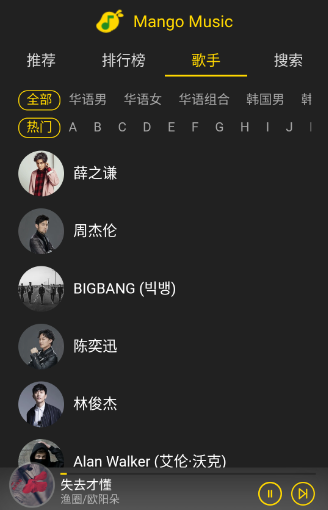 Mango Music
推荐 排行榜 歌手 搜索
全部 华语男 华语女 华语组合 韩国男 韩
热门 A B C D E F G H I J
薛之谦
周杰伦
BIGBANG (빅뱅)
陈奕迅
林俊杰
Alan Walker (艾伦·沃克)
失去才懂
渔圈/欧阳朵